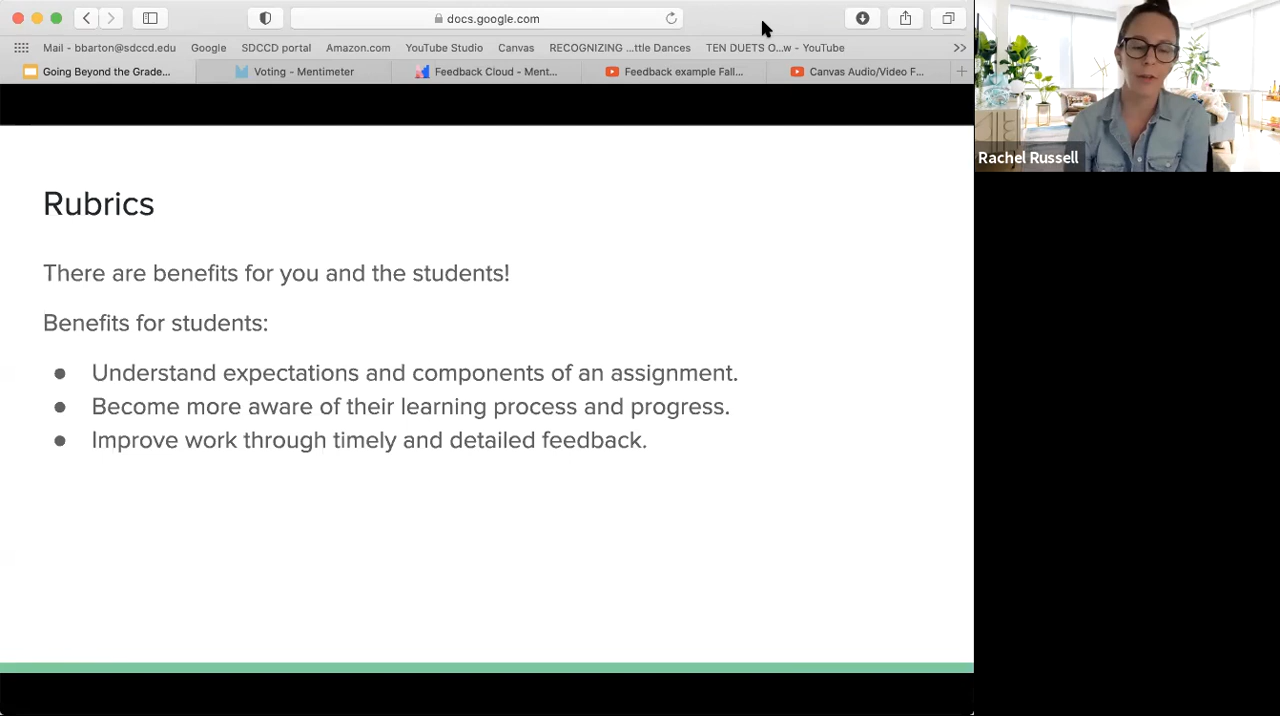 docs.google.com
Mail - bbarton@sdccd.edu Google SDCCD portal Amazon.com YouTube Studio Canvas RECOGNIZING ...ttle Dances TEN DUETS O...w - YouTube >>
Going Beyond the Grade... Voting - Mentimeter Feedback Cloud - Ment... Feedback example Fall... Canvas Audio/Video F... +
Rachel Russell
Rubrics
There are benefits for you and the students!
Benefits for students:
● Understand expectations and components of an assignment.
● Become more aware of their learning process and progress.
● Improve work through timely and detailed feedback.